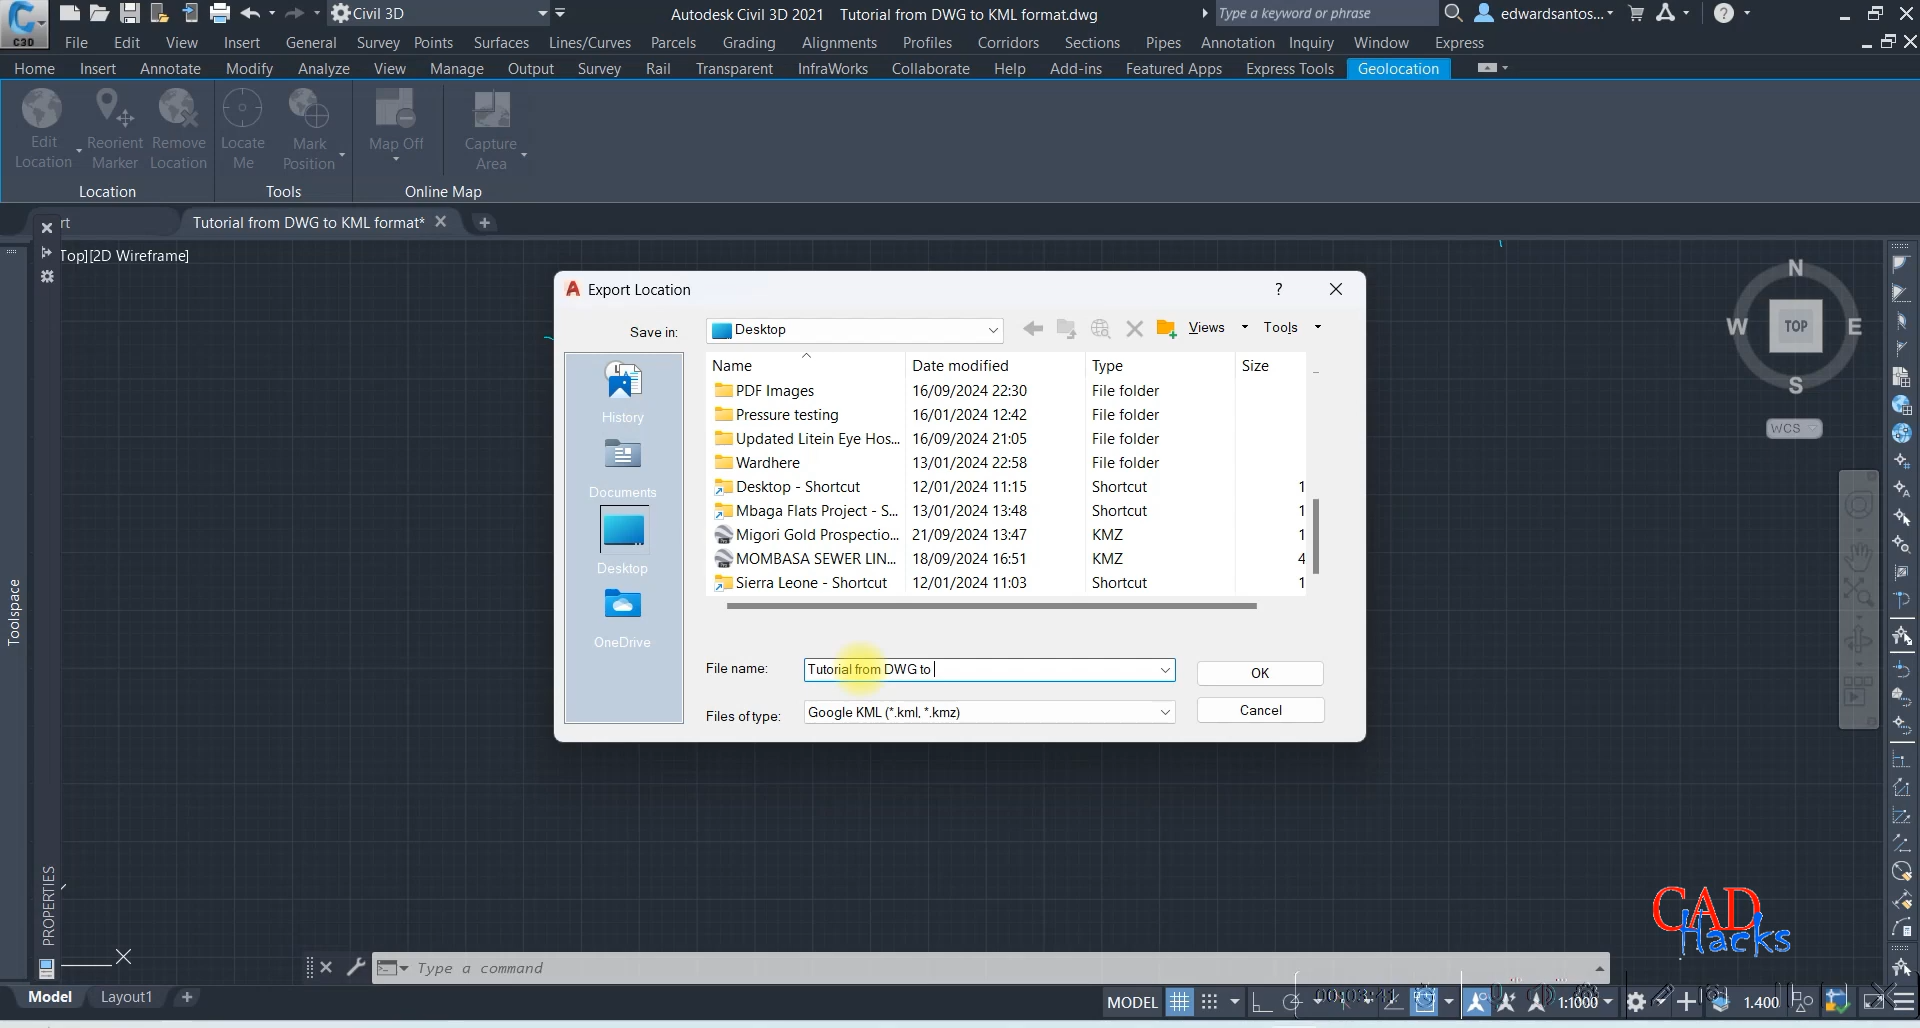 C3D
Civil 3D
Autodesk Civil 3D 2021 Tutorial from DWG to KML format.dwg
Type a keyword or phrase
edwardsantos...
File Edit View Insert General Survey Points Surfaces Lines/Curves Parcels Grading Alignments Profiles Corridors Sections Pipes Annotation Inquiry Window Express
Home Insert Annotate Modify Analyze View Manage Output Survey Rail Transparent InfraWorks Collaborate Help Add-ins Featured Apps Express Tools Geolocation
Edit Location
Reorient Marker
Remove Location
Locate Me
Mark Position
Map Off
Capture Area
Location Tools Online Map
rt
Tutorial from DWG to KML format*
Top][2D Wireframe]
N
W TOP E
S
WCS
Export Location
Save in: Desktop
Views Tools
Name Date modified Type Size
PDF Images 16/09/2024 22:30 File folder
Pressure testing 16/01/2024 12:42 File folder
Updated Litein Eye Hos... 16/09/2024 21:05 File folder
Wardhere 13/01/2024 22:58 File folder
Desktop - Shortcut 12/01/2024 11:15 Shortcut 1
Mbaga Flats Project - S... 13/01/2024 13:48 Shortcut 1
Migori Gold Prospectio... 21/09/2024 13:47 KMZ 1
MOMBASA SEWER LIN... 18/09/2024 16:51 KMZ 4
Sierra Leone - Shortcut 12/01/2024 11:03 Shortcut 1
History
Documents
Desktop
OneDrive
File name: Tutorial from DWG to
OK
Files of type: Google KML (*.kml, *.kmz)
Cancel
Toolspace
PROPERTIES
CAD
Hacks
Type a command
Model Layout1
MODEL
00:03:41
1:1000
1.400